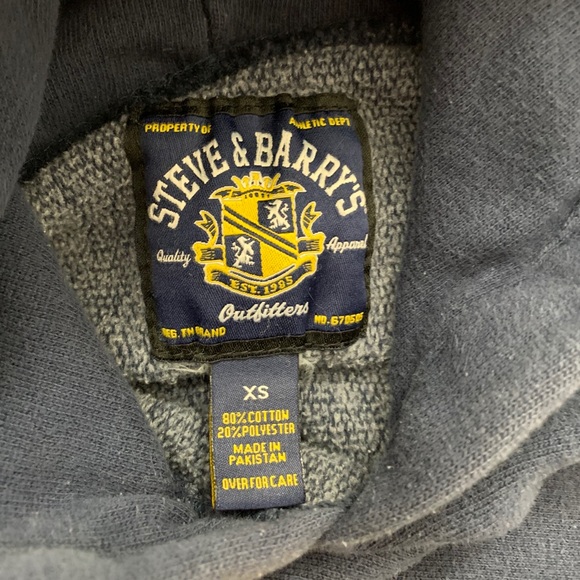 PROPERTY OF ATHLETIC DEPT
STEVE & BARRY'S
Quality Apparel
EST. 1985
Outfitters
REG. TM BRAND
XS
80% COTTON
20% POLYESTER
MADE IN
PAKISTAN
OVER FOR CARE